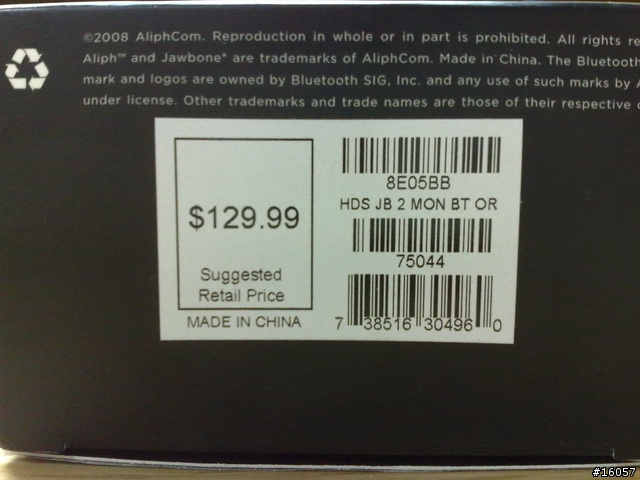 ©2008 AliphCom. Reproduction in whole or in part is prohibited. All rights re
Aliph™ and Jawbone® are trademarks of AliphCom. Made in China. The Bluetooth
mark and logos are owned by Bluetooth SIG, Inc. and any use of such marks by A
under license. Other trademarks and trade names are those of their respective
$129.99
Suggested
Retail Price
MADE IN CHINA
8E05BB
HDS JB 2 MON BT OR
75044
7 38516 30496 0
#16057